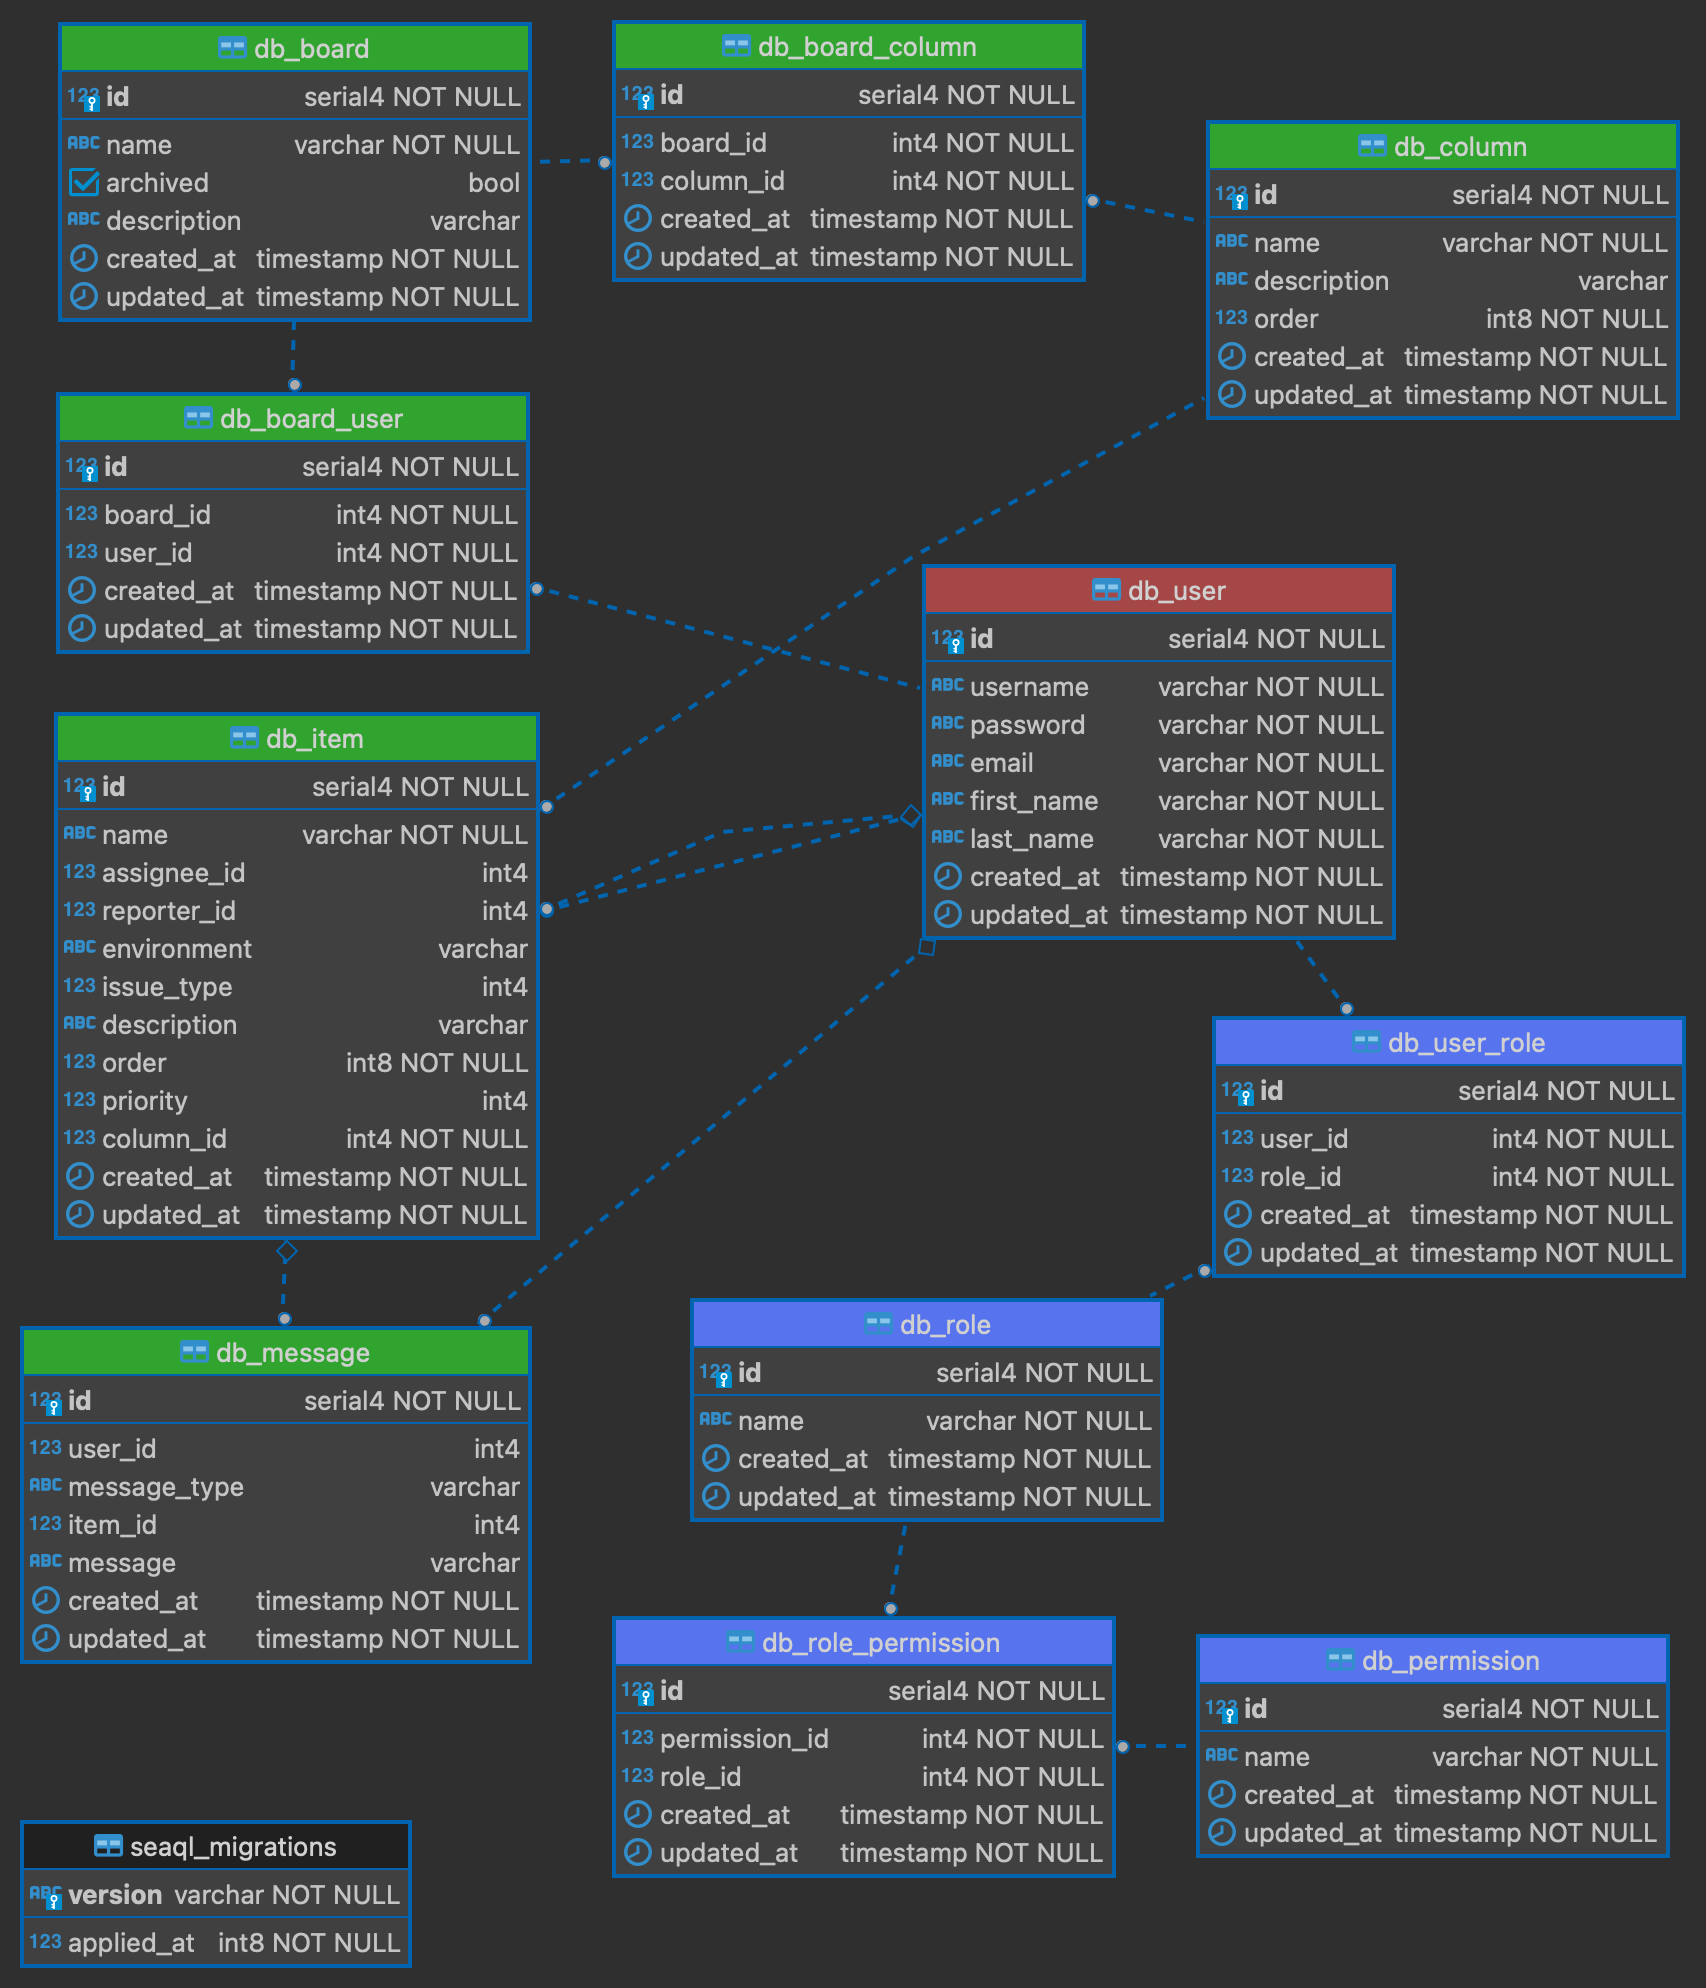 db_board
123 id serial4 NOT NULL
ABC name varchar NOT NULL
archived bool
ABC description varchar
created_at timestamp NOT NULL
updated_at timestamp NOT NULL
db_board_column
123 id serial4 NOT NULL
123 board_id int4 NOT NULL
123 column_id int4 NOT NULL
created_at timestamp NOT NULL
updated_at timestamp NOT NULL
db_column
123 id serial4 NOT NULL
ABC name varchar NOT NULL
ABC description varchar
123 order int8 NOT NULL
created_at timestamp NOT NULL
updated_at timestamp NOT NULL
db_board_user
123 id serial4 NOT NULL
123 board_id int4 NOT NULL
123 user_id int4 NOT NULL
created_at timestamp NOT NULL
updated_at timestamp NOT NULL
db_user
123 id serial4 NOT NULL
ABC username varchar NOT NULL
ABC password varchar NOT NULL
ABC email varchar NOT NULL
ABC first_name varchar NOT NULL
ABC last_name varchar NOT NULL
created_at timestamp NOT NULL
updated_at timestamp NOT NULL
db_item
123 id serial4 NOT NULL
ABC name varchar NOT NULL
123 assignee_id int4
123 reporter_id int4
ABC environment varchar
123 issue_type int4
ABC description varchar
123 order int8 NOT NULL
123 priority int4
123 column_id int4 NOT NULL
created_at timestamp NOT NULL
updated_at timestamp NOT NULL
db_user_role
123 id serial4 NOT NULL
123 user_id int4 NOT NULL
123 role_id int4 NOT NULL
created_at timestamp NOT NULL
updated_at timestamp NOT NULL
db_role
123 id serial4 NOT NULL
ABC name varchar NOT NULL
created_at timestamp NOT NULL
updated_at timestamp NOT NULL
db_message
123 id serial4 NOT NULL
123 user_id int4
ABC message_type varchar
123 item_id int4
ABC message varchar
created_at timestamp NOT NULL
updated_at timestamp NOT NULL
db_role_permission
123 id serial4 NOT NULL
123 permission_id int4 NOT NULL
123 role_id int4 NOT NULL
created_at timestamp NOT NULL
updated_at timestamp NOT NULL
db_permission
123 id serial4 NOT NULL
ABC name varchar NOT NULL
created_at timestamp NOT NULL
updated_at timestamp NOT NULL
seaql_migrations
ABC version varchar NOT NULL
123 applied_at int8 NOT NULL